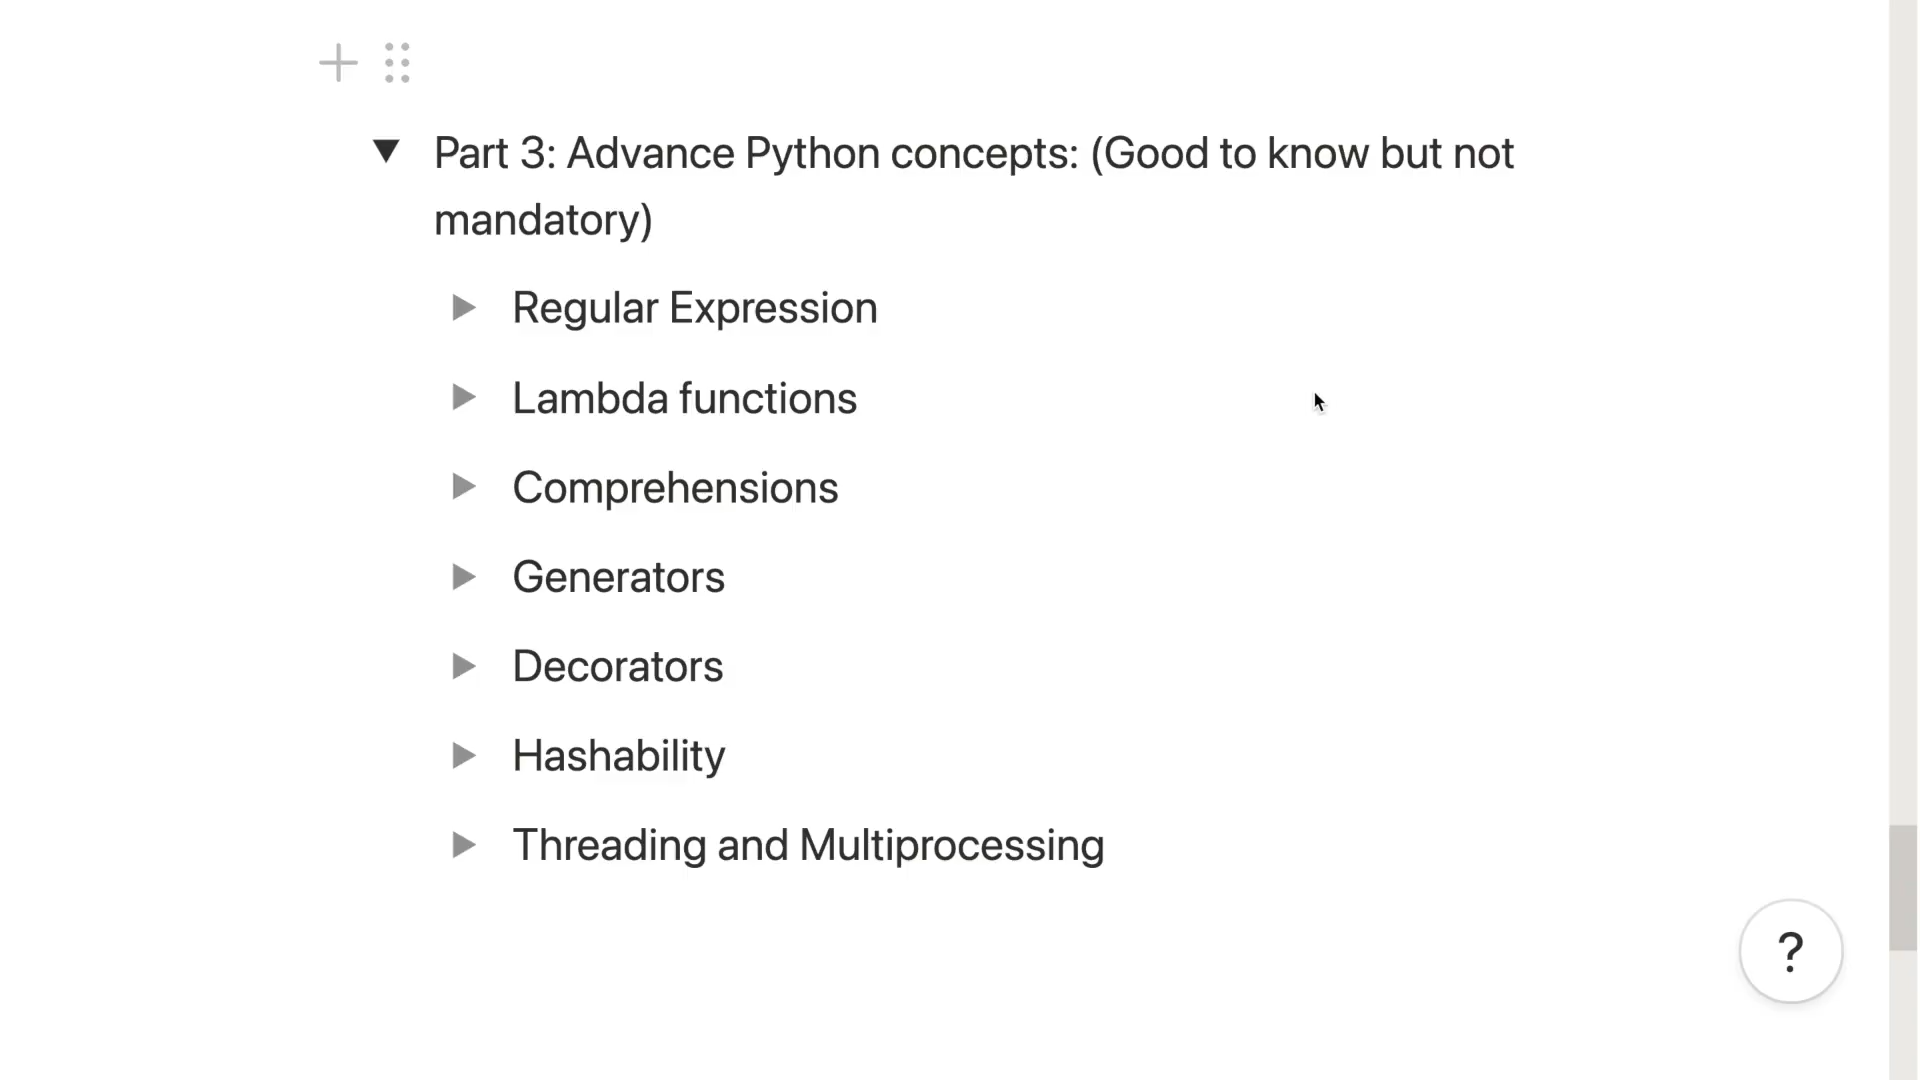 Part 3: Advance Python concepts: (Good to know but not
mandatory)
Regular Expression
Lambda functions
Comprehensions
Generators
Decorators
Hashability
Threading and Multiprocessing
?